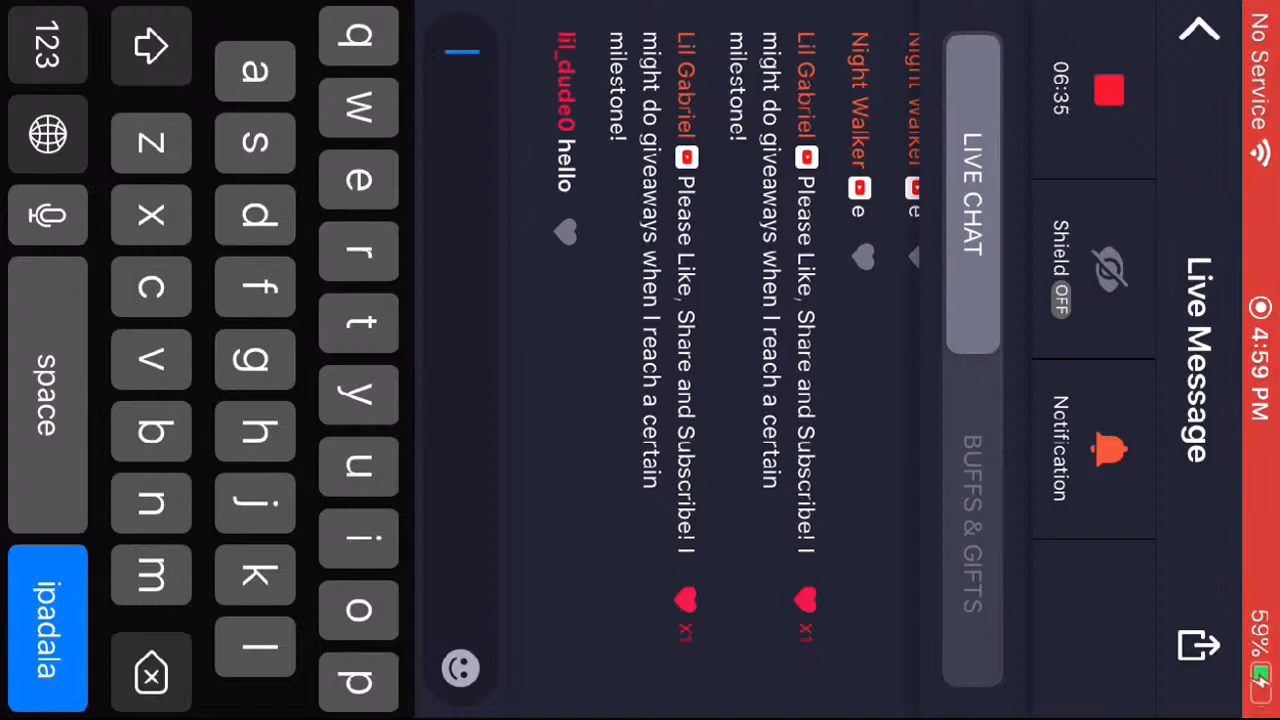 No Service 4:59 PM 59%
Live Message
06:35
Shield OFF
Notification
LIVE CHAT
BUFFS & GIFTS
Night Walker e
Night Walker e
Lil Gabriel Please Like, Share and Subscribe! I x1
might do giveaways when I reach a certain
milestone!
Lil Gabriel Please Like, Share and Subscribe! I x1
might do giveaways when I reach a certain
milestone!
lil_dude0 hello
q w e r t y u i o p
a s d f g h j k l
z x c v b n m
123 space ipadala